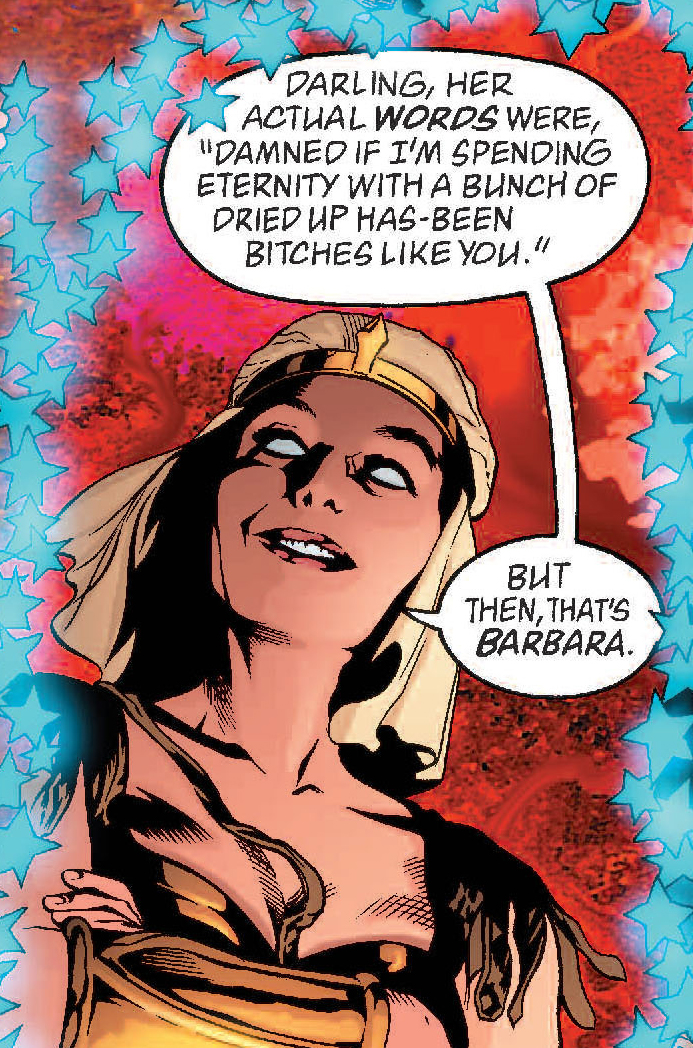 DARLING, HER
ACTUAL WORDS WERE,
"DAMNED IF I'M SPENDING
ETERNITY WITH A BUNCH OF
DRIED UP HAS-BEEN
BITCHES LIKE YOU."
BUT
THEN, THAT'S
BARBARA.